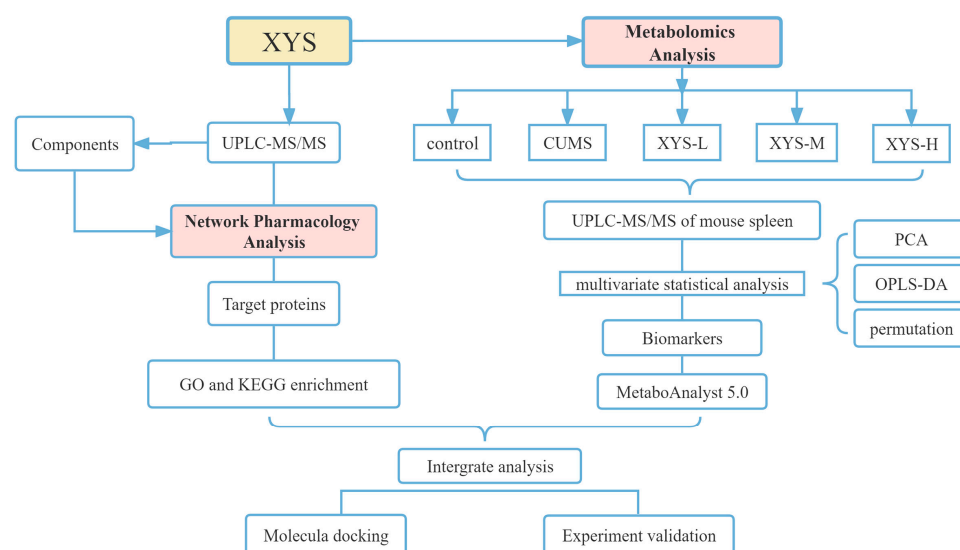 XYS
Metabolomics
Analysis
Components
UPLC-MS/MS
control
CUMS
XYS-L
XYS-M
XYS-H
Network Pharmacology
Analysis
UPLC-MS/MS of mouse spleen
PCA
multivariate statistical analysis
OPLS-DA
Target proteins
permutation
Biomarkers
GO and KEGG enrichment
MetaboAnalyst 5.0
Intergrate analysis
Molecula docking
Experiment validation